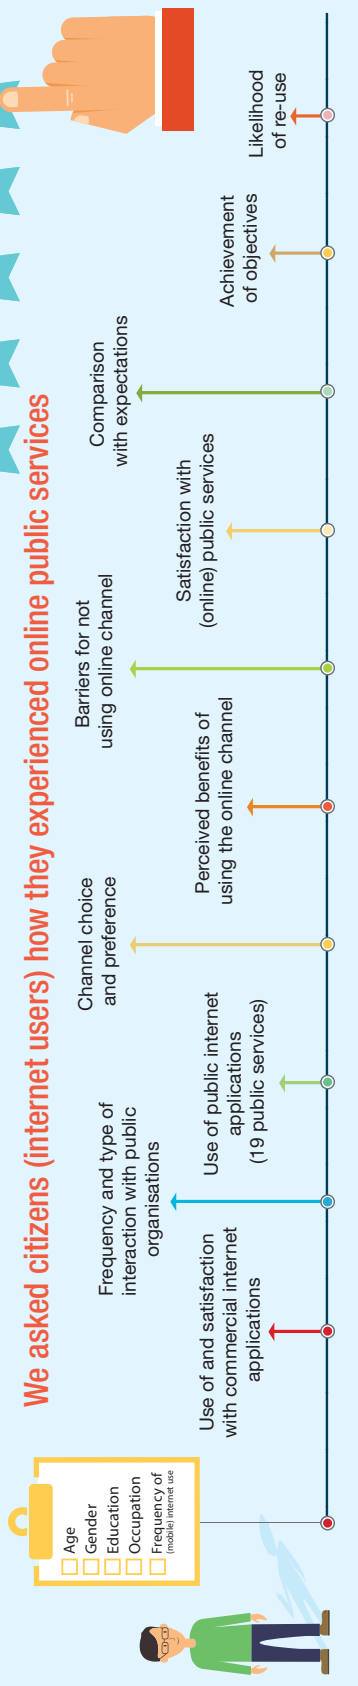 We asked citizens (internet users) how they experienced online public services
Age
Gender
Education
Occupation
Frequency of
(mobile) internet use
Use of and satisfaction
with commercial internet
applications
Frequency and type of
interaction with public
organisations
Use of public internet
applications
(19 public services)
Channel choice
and preference
Perceived benefits of
using the online channel
Barriers for not
using online channel
Satisfaction with
(online) public services
Comparison
with expectations
Achievement
of objectives
Likelihood
of re-use